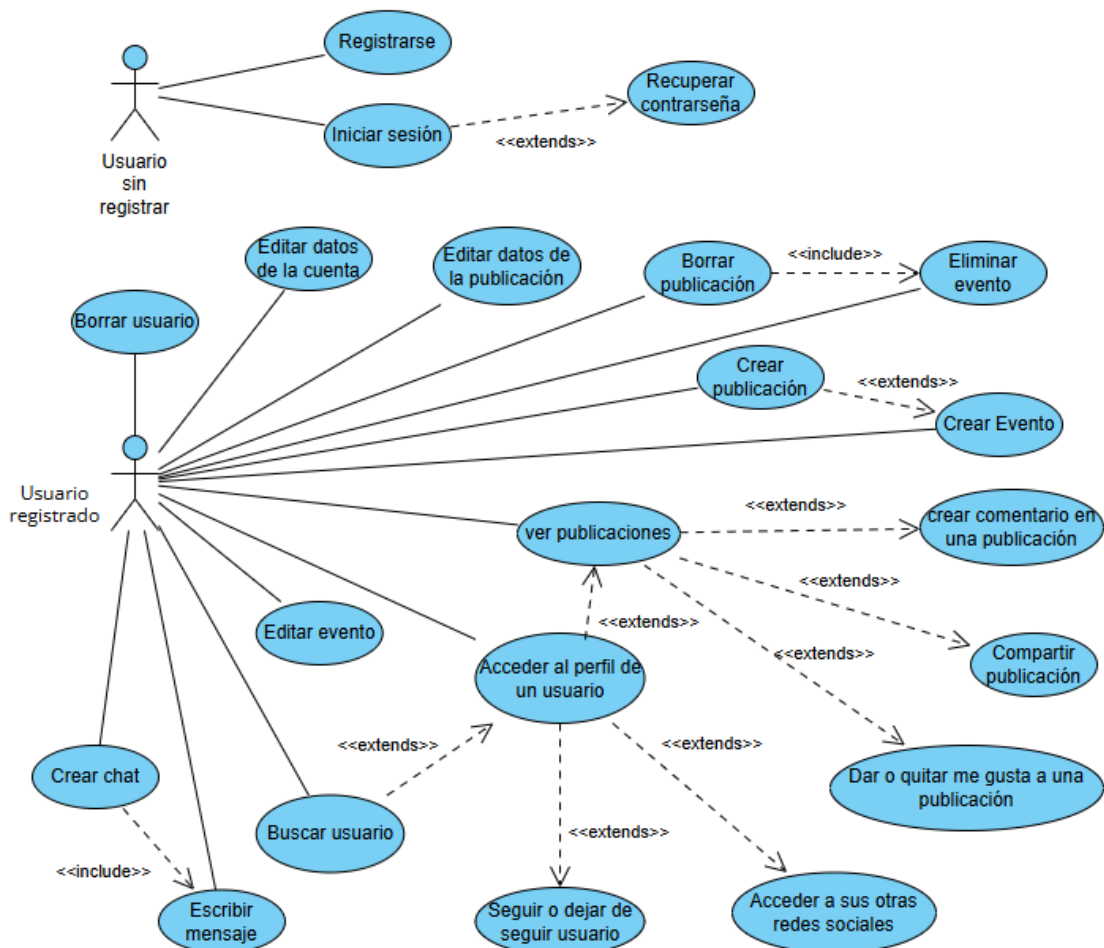 Registrarse
Recuperar
contrarseña
Iniciar sesión
<<extends>>
Usuario
sin
registrar
Editar datos
de la cuenta
Editar datos de
la publicación
Borrar
publicación
<<include>>
Eliminar
evento
Borrar usuario
Crear
publicación
<<extends>>
Crear Evento
Usuario
registrado
ver publicaciones
<<extends>>
crear comentario en
una publicación
<<extends>>
<<extends>>
<<extends>>
Compartir
publicación
Editar evento
Acceder al perfil de
un usuario
<<extends>>
<<extends>>
Crear chat
Dar o quitar me gusta a una
publicación
Buscar usuario
<<extends>>
<<include>>
Escribir
mensaje
Seguir o dejar de
seguir usuario
Acceder a sus otras
redes sociales